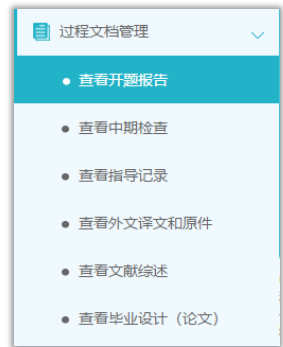 过程文档管理
查看开题报告
查看中期检查
查看指导记录
查看外文译文和原件
查看文献综述
查看毕业设计（论文）